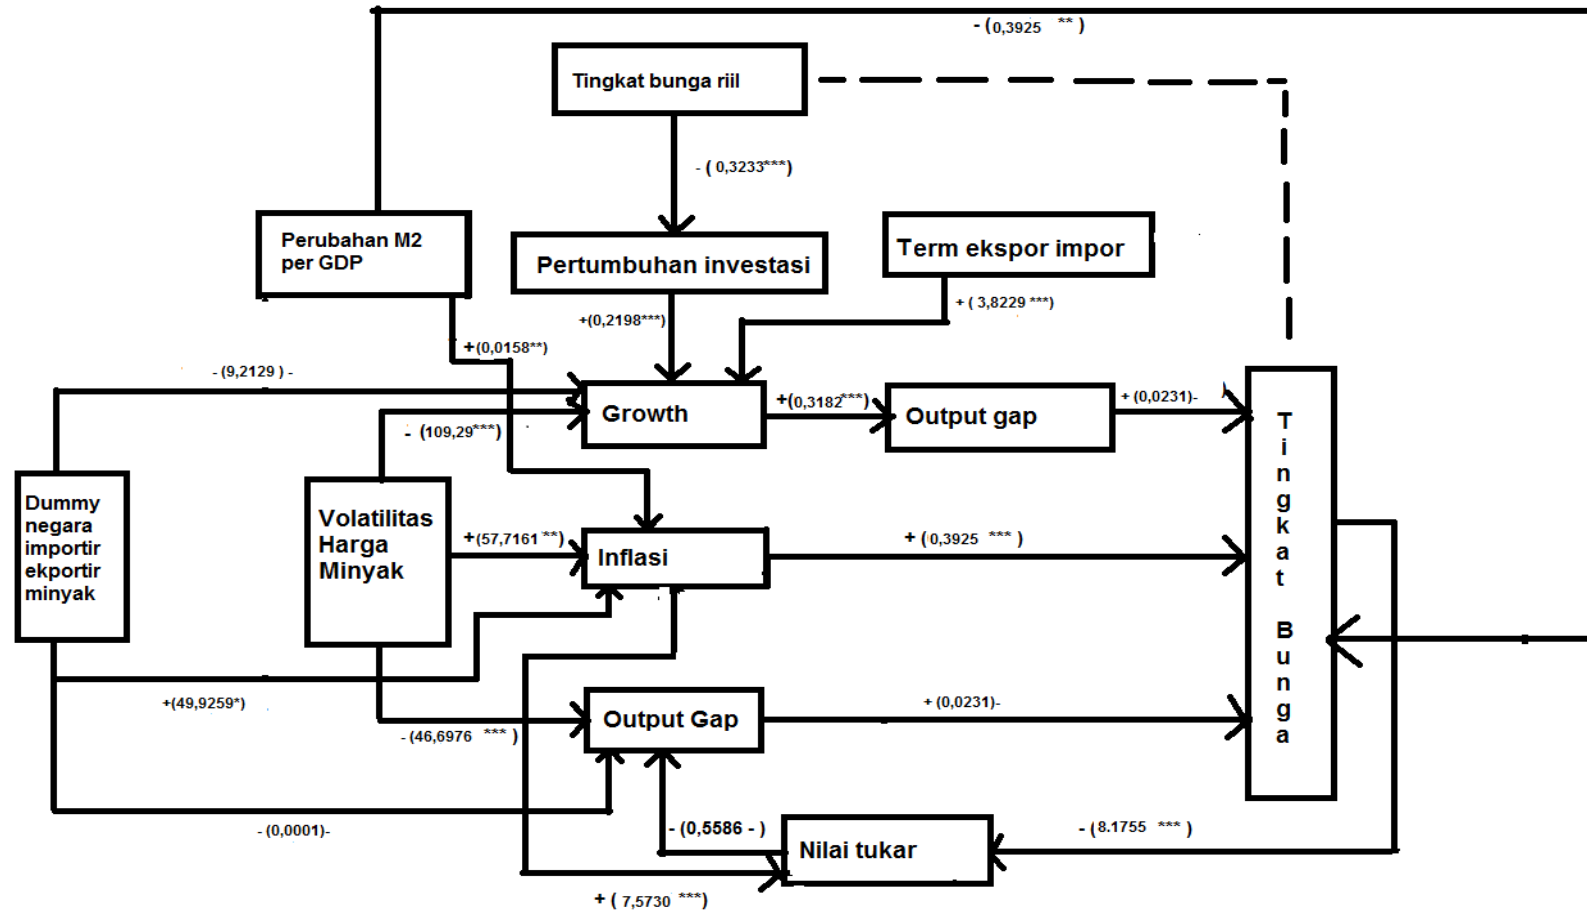 - (0,3925 **)
Tingkat bunga riil
- ( 0,3233***)
Perubahan M2
per GDP
Pertumbuhan investasi
Term ekspor impor
+(0,2198***)
+ ( 3,8229 ***)
+(0,0158**)
- (9,2129 ) -
Growth
+(0,3182***)
Output gap
+ (0,0231)-
)
- (109,29***)
Dummy
negara
importir
ekportir
minyak
Volatilitas
Harga
Minyak
+(57,7161 **)
Inflasi
+ (0,3925 ***)
T
i
n
g
k
a
t
B
u
n
g
a
+(49,9259*)
Output Gap
+ (0,0231)-
- (46,6976 *** )
- (0,0001)-
- (0,5586 - )
Nilai tukar
- (8.1755 *** )
+ ( 7,5730 ***)